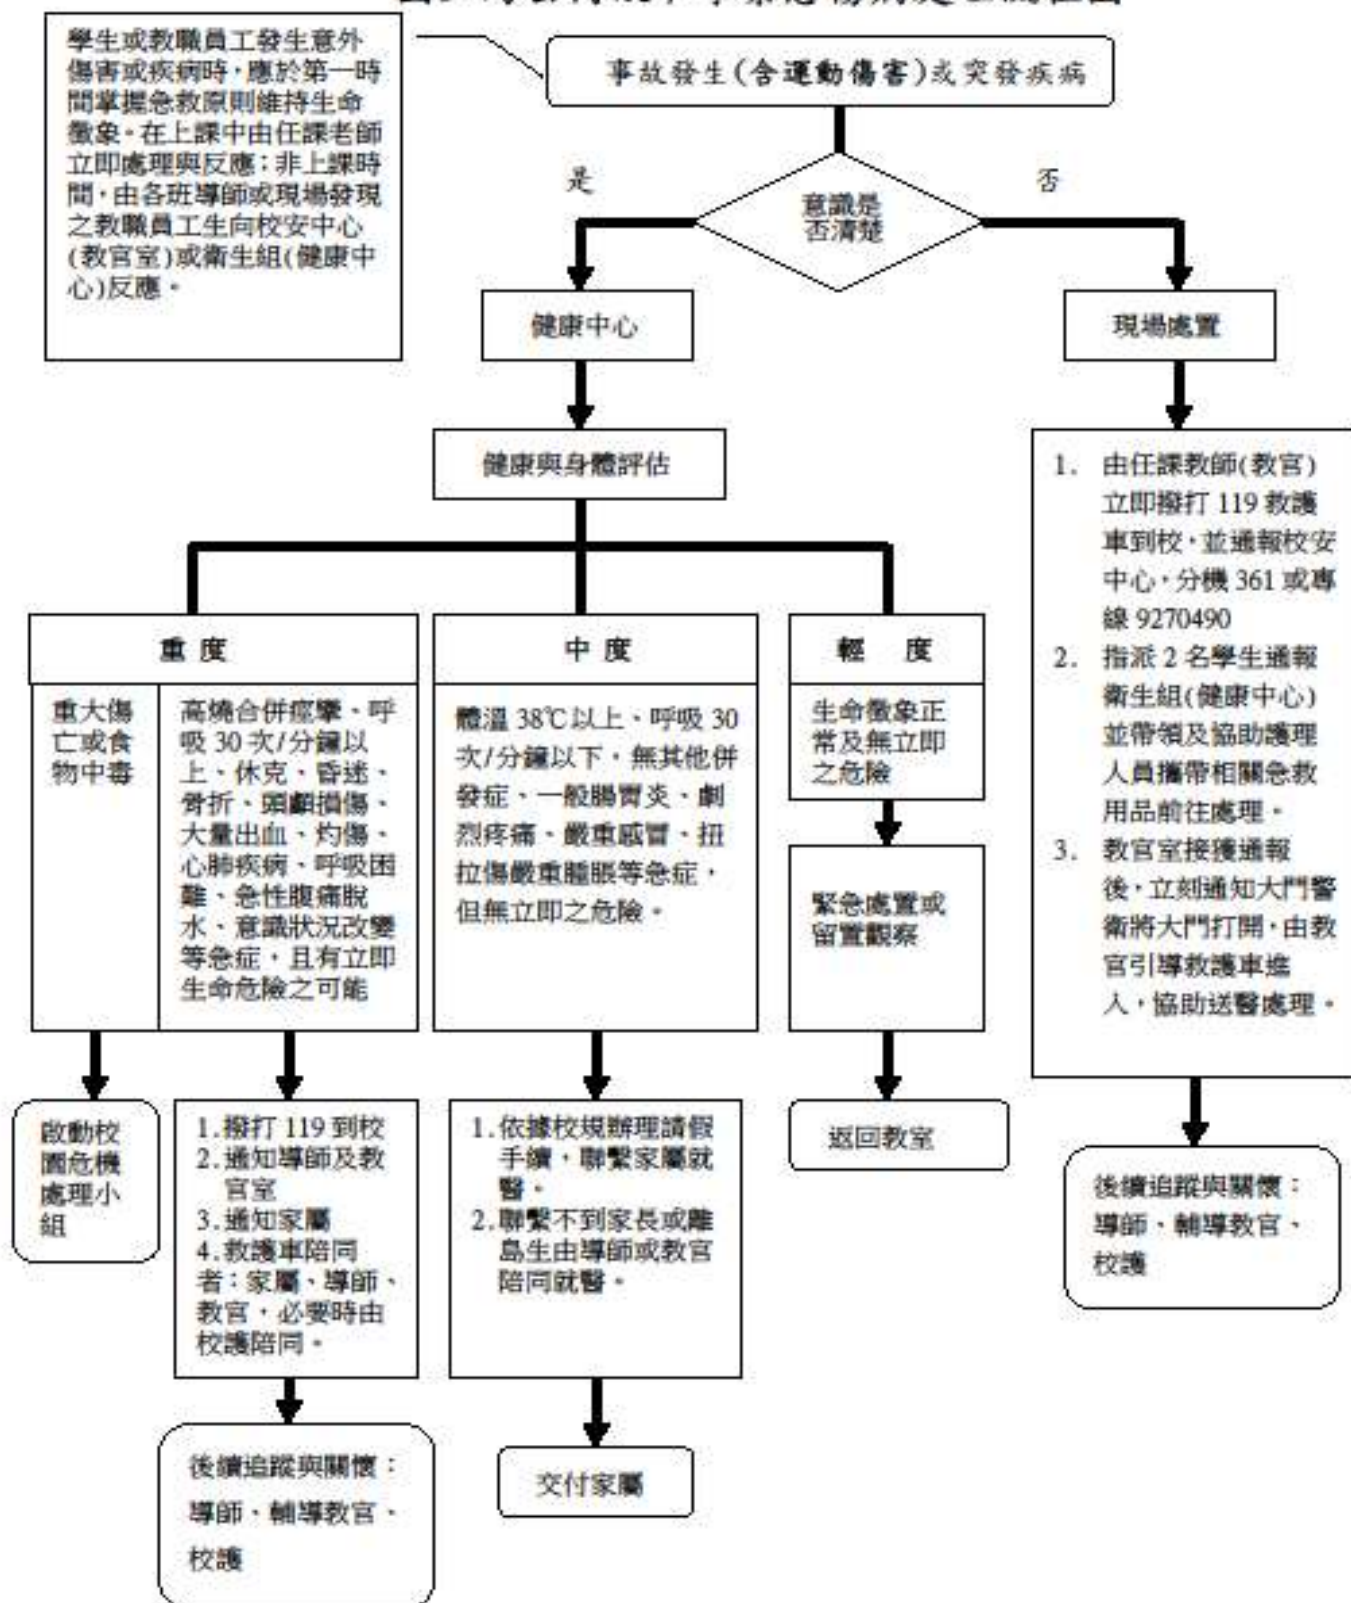 學生或教職員工發生意外
傷害或疾病時，應於第一時
間掌握急救原則維持生命
徵象。在上課中由任課老師
立即處理與反應；非上課時
間，由各班導師或現場發現
之教職員工生向校安中心
(教官室)或衛生組(健康中
心)反應。
事故發生(含運動傷害)或突發疾病
是
否
意識是
否清楚
健康中心
現場處置
健康與身體評估
重 度
重大傷
亡或食
物中毒
高燒合併痙攣、呼
吸 30 次/分鐘以
上、休克、昏迷、
骨折、頭顱損傷、
大量出血、灼傷、
心肺疾病、呼吸困
難、急性腹痛脫
水、意識狀況改變
等急症，且有立即
生命危險之可能
中 度
體溫 38℃以上、呼吸 30
次/分鐘以下，無其他併
發症、一般腸胃炎、劇
烈疼痛、嚴重感冒、扭
拉傷嚴重腫脹等急症，
但無立即之危險。
輕 度
生命徵象正
常及無立即
之危險
緊急處置或
留置觀察
1. 由任課教師(教官)
立即撥打 119 救護
車到校，並通報校安
中心，分機 361 或專
線 9270490
2. 指派 2 名學生通報
衛生組(健康中心)
並帶領及協助護理
人員攜帶相關急救
用品前往處理。
3. 教官室接獲通報
後，立刻通知大門警
衛將大門打開，由教
官引導救護車進
入，協助送醫處理。
啟動校
園危機
處理小
組
1.撥打 119 到校
2.通知導師及教
官室
3.通知家屬
4.救護車陪同
者：家屬、導師、
教官，必要時由
校護陪同。
1.依據校規辦理請假
手續，聯繫家屬就
醫。
2.聯繫不到家長或離
島生由導師或教官
陪同就醫。
返回教室
後續追蹤與關懷：
導師、輔導教官、
校護
後續追蹤與關懷：
導師、輔導教官、
校護
交付家屬